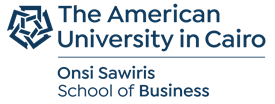 The American
University in Cairo
Onsi Sawiris
School of Business